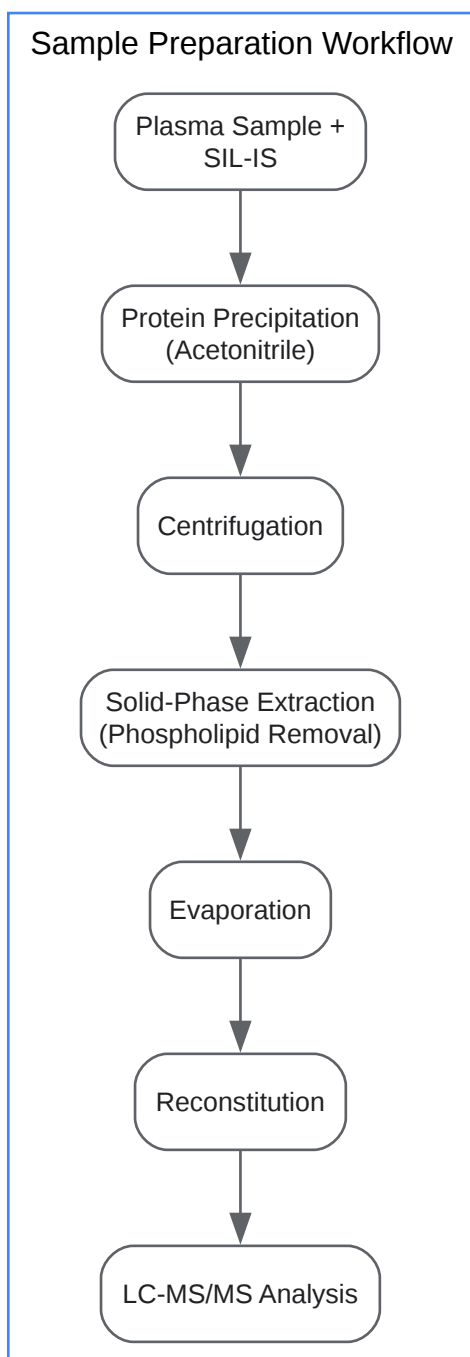 Sample Preparation Workflow
Plasma Sample +
SIL-IS
Protein Precipitation
(Acetonitrile)
Centrifugation
Solid-Phase Extraction
(Phospholipid Removal)
Evaporation
Reconstitution
LC-MS/MS Analysis